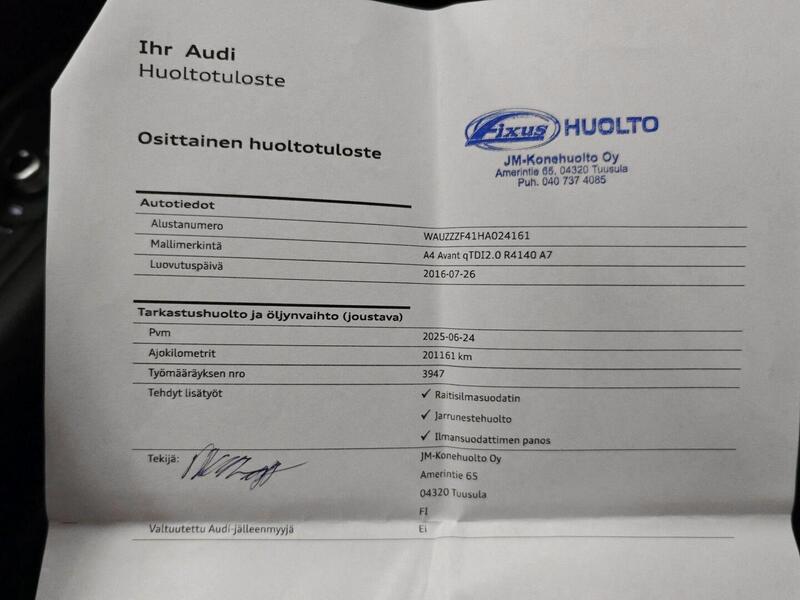 Ihr Audi
Huoltotuloste
Osittainen huoltotuloste
Fixus HUOLTO
JM-Konehuolto Oy
Amerintie 65, 04320 Tuusula
Puh. 040 737 4085
Autotiedot
Alustanumero WAUZZZF41HA024161
Mallimerkintä A4 Avant qTDI2.0 R4140 A7
Luovutuspäivä 2016-07-26
Tarkastushuolto ja öljynvaihto (joustava)
Pvm 2025-06-24
Ajokilometrit 201161 km
Työmääräyksen nro 3947
Tehdyt lisätyöt ✓ Raitisilmasuodatin
✓ Jarrunestehuolto
✓ Ilmansuodattimen panos
Tekijä: JM-Konehuolto Oy
Amerintie 65
04320 Tuusula
FI
Valtuutettu Audi-jälleenmyyjä Ei